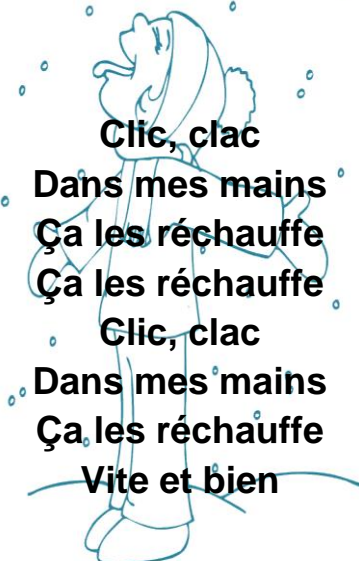 Clic, clac
Dans mes mains
Ça les réchauffe
Ça les réchauffe
Clic, clac
Dans mes mains
Ça les réchauffe
Vite et bien